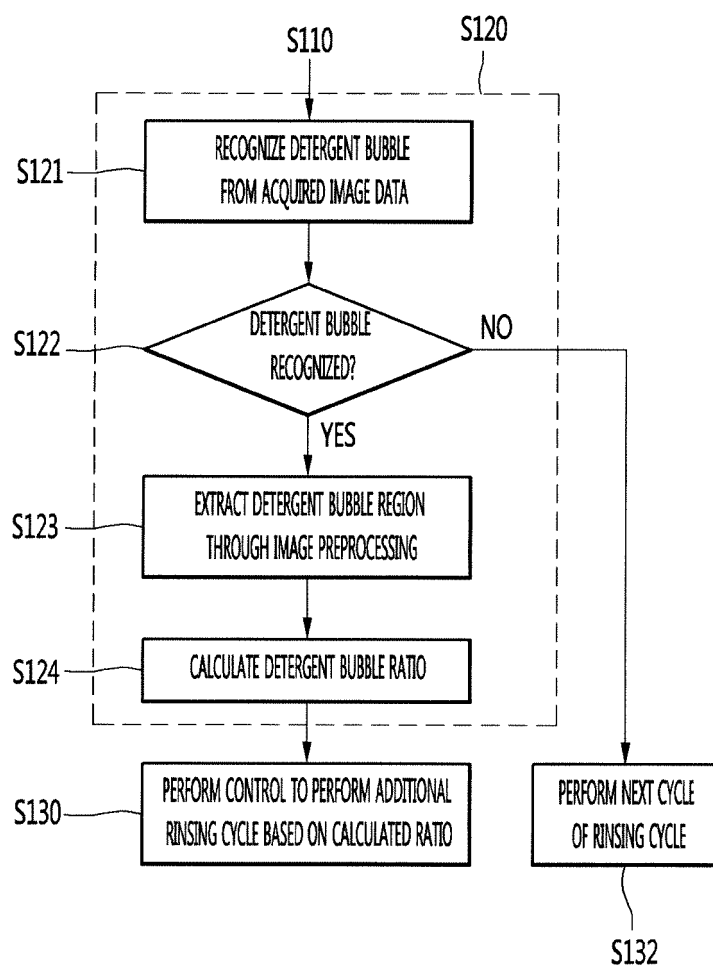 S110
S120
S121
RECOGNIZE DETERGENT BUBBLE
FROM ACQUIRED IMAGE DATA
S122
DETERGENT BUBBLE
RECOGNIZED?
NO
YES
S123
EXTRACT DETERGENT BUBBLE REGION
THROUGH IMAGE PREPROCESSING
S124
CALCULATE DETERGENT BUBBLE RATIO
S130
PERFORM CONTROL TO PERFORM ADDITIONAL
RINSING CYCLE BASED ON CALCULATED RATIO
PERFORM NEXT CYCLE
OF RINSING CYCLE
S132